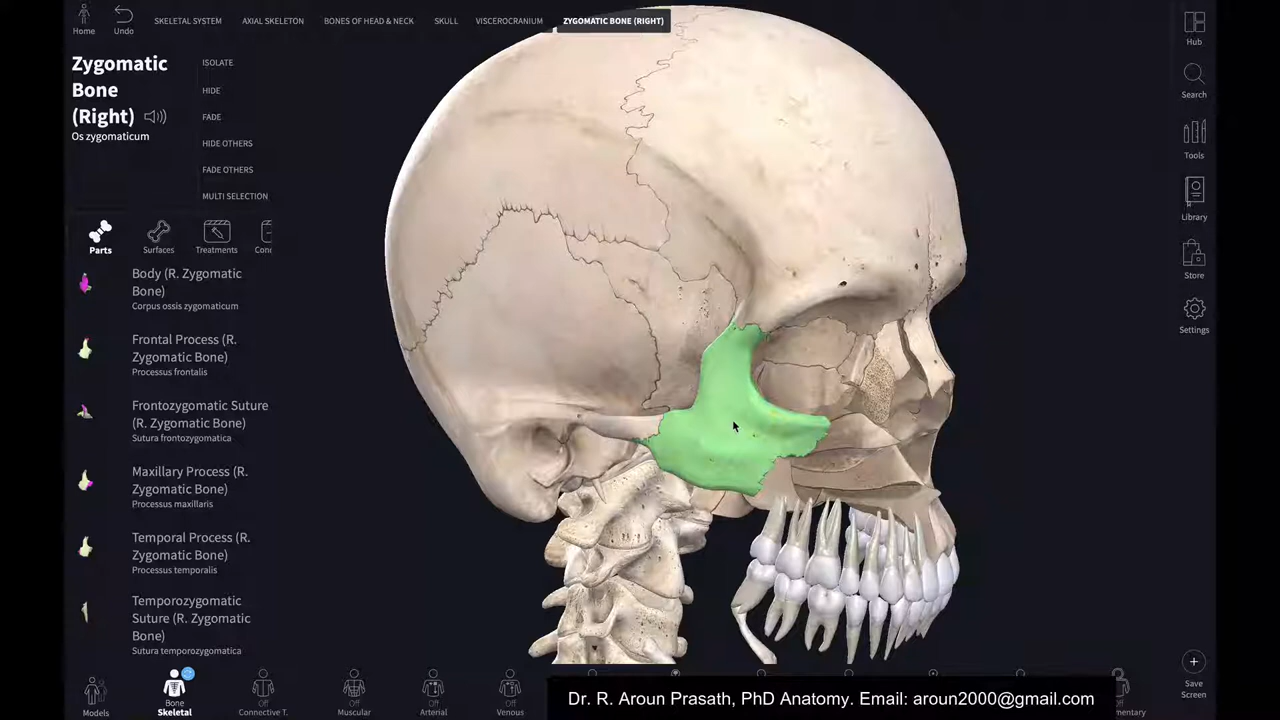 SKELETAL SYSTEM
AXIAL SKELETON
BONES OF HEAD & NECK
SKULL
VISCEROCRANIUM
ZYGOMATIC BONE (RIGHT)
Home
Undo
Zygomatic
Bone
(Right)
Os zygomaticum
ISOLATE
HIDE
FADE
HIDE OTHERS
FADE OTHERS
MULTI SELECTION
Parts
Surfaces
Treatments
Body (R. Zygomatic
Bone)
Corpus ossis zygomaticum
Frontal Process (R.
Zygomatic Bone)
Processus frontalis
Frontozygomatic Suture
(R. Zygomatic Bone)
Sutura frontozygomatica
Maxillary Process (R.
Zygomatic Bone)
Processus maxillaris
Temporal Process (R.
Zygomatic Bone)
Processus temporalis
Temporozygomatic
Suture (R. Zygomatic
Bone)
Sutura temporozygomatica
Hub
Search
Tools
Library
Store
Settings
Save
Screen
Models
Bone
Skeletal
Off
Connective T.
Off
Muscular
Off
Arterial
Off
Venous
Dr. R. Aroun Prasath, PhD Anatomy. Email: aroun2000@gmail.com